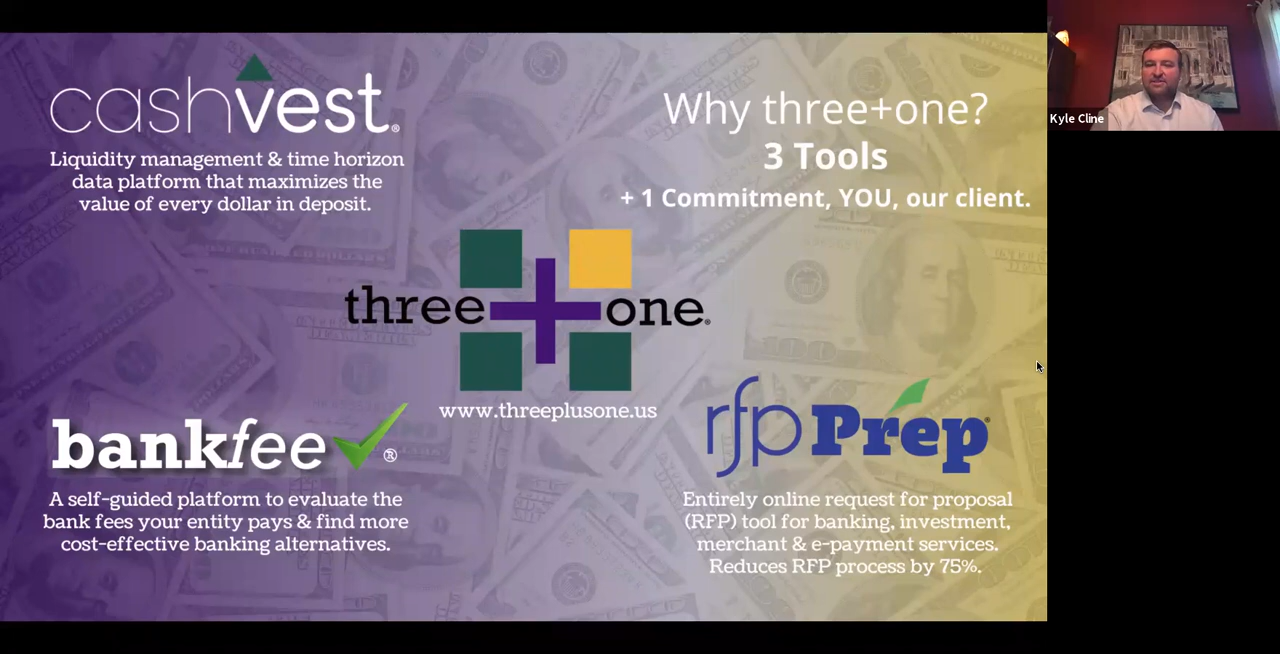 cashvest®
Liquidity management & time horizon
data platform that maximizes the
value of every dollar in deposit.
Why three+one?
3 Tools
+ 1 Commitment, YOU, our client.
Kyle Cline
three+one®
www.threeplusone.us
bankfee ®
A self-guided platform to evaluate the
bank fees your entity pays & find more
cost-effective banking alternatives.
rfpPrep®
Entirely online request for proposal
(RFP) tool for banking, investment,
merchant & e-payment services.
Reduces RFP process by 75%.
100